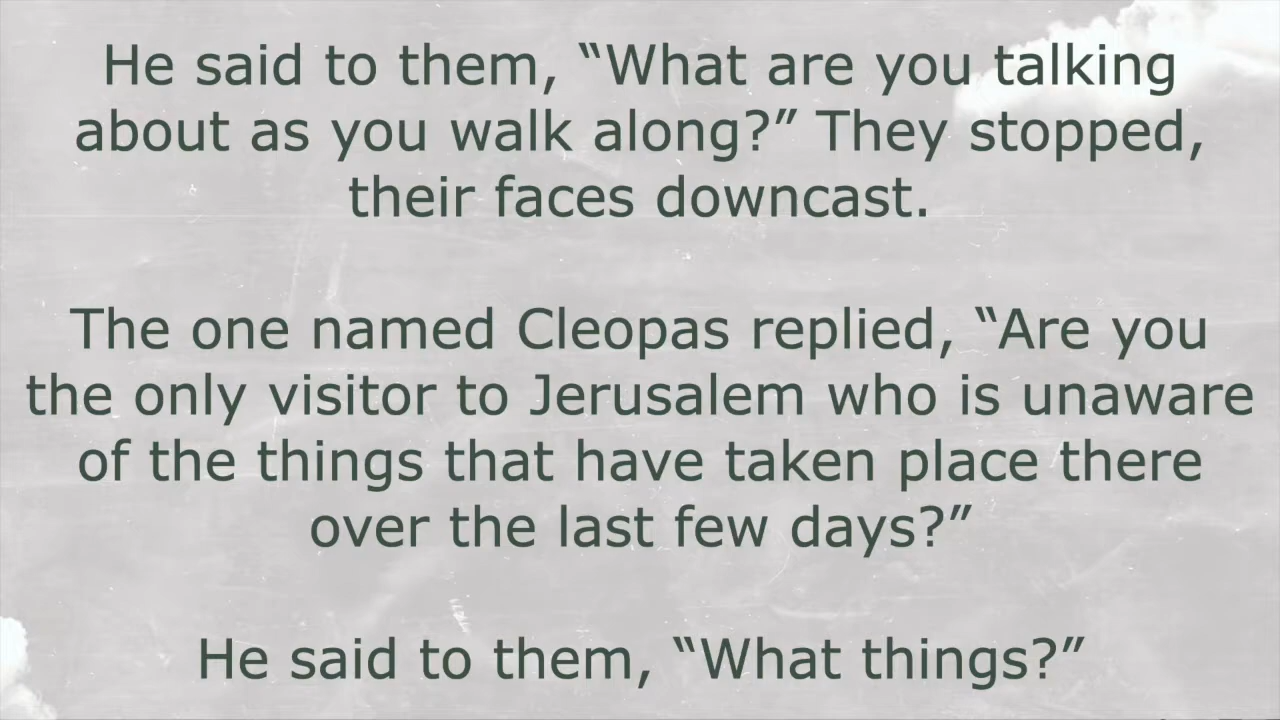 He said to them, “What are you talking
about as you walk along?” They stopped,
their faces downcast.
The one named Cleopas replied, “Are you
the only visitor to Jerusalem who is unaware
of the things that have taken place there
over the last few days?”
He said to them, “What things?”